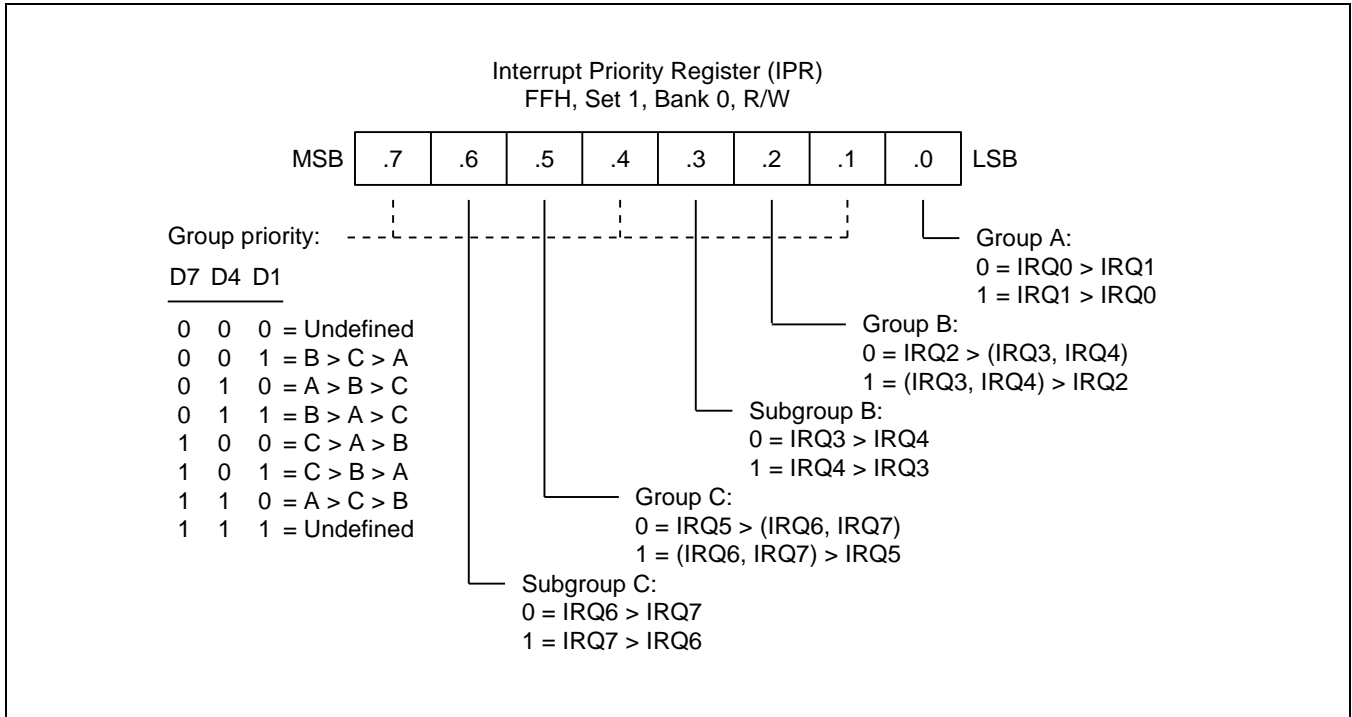 Interrupt Priority Register (IPR)
FFH, Set 1, Bank 0, R/W
MSB .7 .6 .5 .4 .3 .2 .1 .0 LSB
Group priority:
D7 D4 D1
0 0 0 = Undefined
0 0 1 = B > C > A
0 1 0 = A > B > C
0 1 1 = B > A > C
1 0 0 = C > A > B
1 0 1 = C > B > A
1 1 0 = A > C > B
1 1 1 = Undefined
Group A:
0 = IRQ0 > IRQ1
1 = IRQ1 > IRQ0
Group B:
0 = IRQ2 > (IRQ3, IRQ4)
1 = (IRQ3, IRQ4) > IRQ2
Subgroup B:
0 = IRQ3 > IRQ4
1 = IRQ4 > IRQ3
Group C:
0 = IRQ5 > (IRQ6, IRQ7)
1 = (IRQ6, IRQ7) > IRQ5
Subgroup C:
0 = IRQ6 > IRQ7
1 = IRQ7 > IRQ6